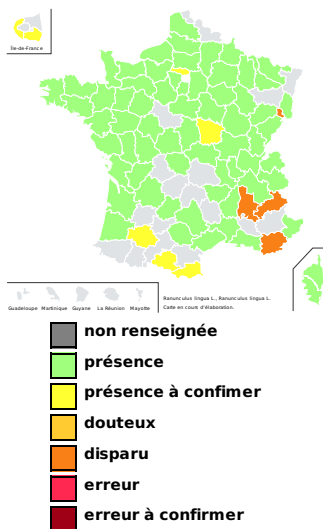 Île-de-France
Ranunculus lingua L., Ranunculus lingua L.
Carte en cours d'élaboration.
Guadeloupe Martinique Guyane La Réunion Mayotte
non renseignée
présence
présence à confimer
douteux
disparu
erreur
erreur à confirmer